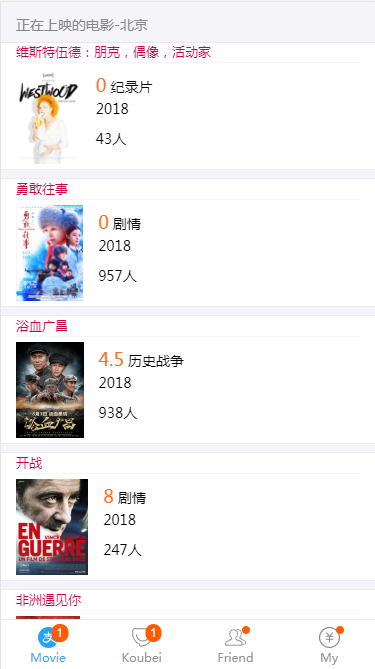 正在上映的电影-北京
维斯特伍德：朋克，偶像，活动家
WESTWOOD
0 纪录片
2018
43人
勇敢往事
勇敢往事
0 剧情
2018
957人
浴血广昌
浴血广昌
4.5 历史战争
2018
938人
开战
EN
GUERRE
8 剧情
2018
247人
非洲遇见你
支
1
1
Movie
Koubei
Friend
My